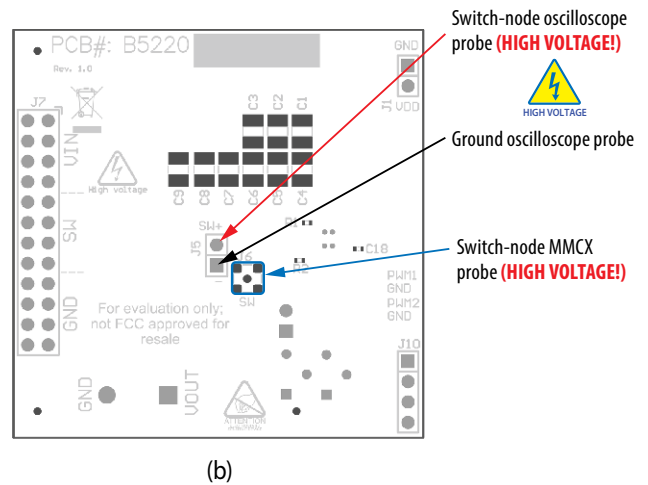 Switch-node oscilloscope
probe (HIGH VOLTAGE!)
HIGH VOLTAGE
Ground oscilloscope probe
Switch-node MMCX
probe (HIGH VOLTAGE!)
PCB#: B5220
Rev. 1.0
GND
J1
VDD
J7
VIN
SW
GND
High voltage
C3
C2
C1
C9
C8
C7
C6
C5
C4
SW+
J5
-
J6
SW
R1
R2
C18
PWM1
GND
PWM2
GND
J10
For evaluation only;
not FCC approved for
resale
GND
VOUT
ATTENTION
(b)